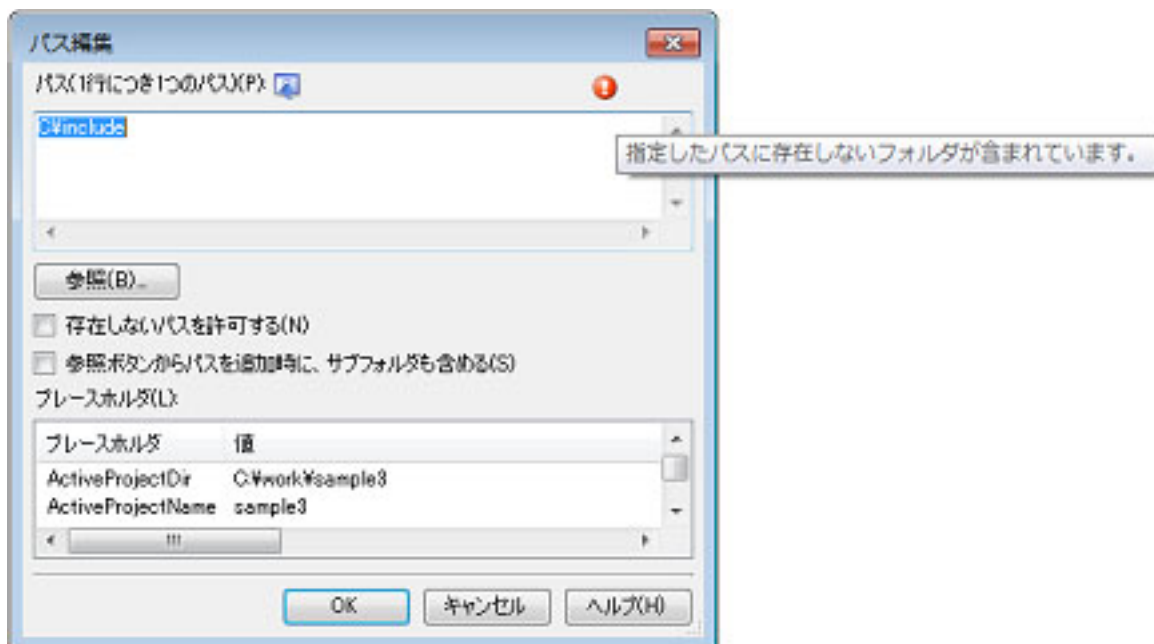 パス編集
パス(1行につき1つのパス)(P):
C:¥include
指定したパスに存在しないフォルダが含まれています。
参照(B)...
存在しないパスを許可する(N)
参照ボタンからパスを追加時に、サブフォルダも含める(S)
プレースホルダ(L):
プレースホルダ 値
ActiveProjectDir C:¥work¥sample3
ActiveProjectName sample3
OK キャンセル ヘルプ(H)